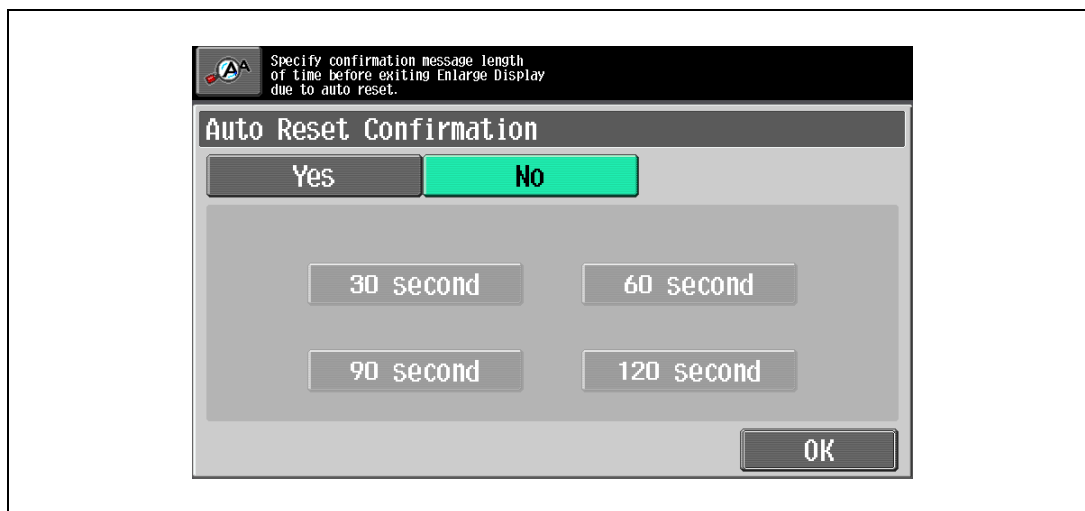 Specify confirmation message length
of time before exiting Enlarge Display
due to auto reset.
Auto Reset Confirmation
Yes No
30 second 60 second
90 second 120 second
OK